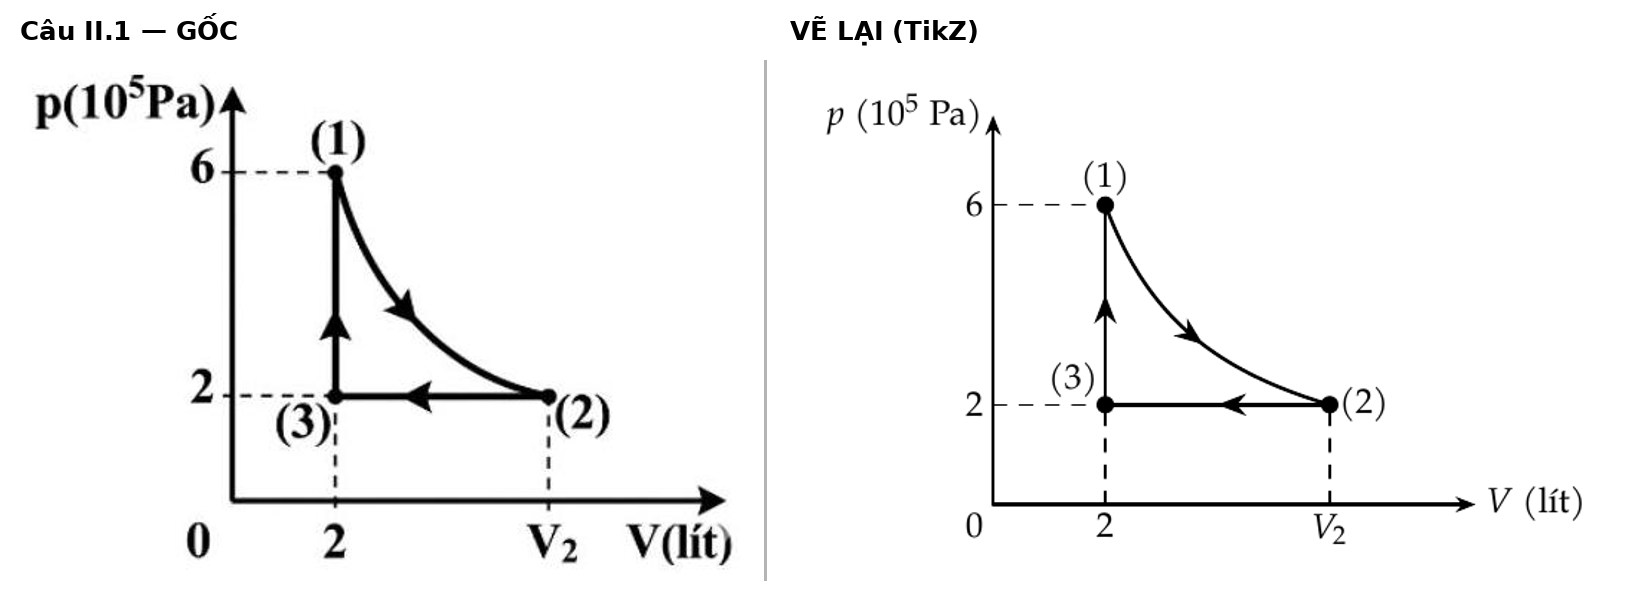 Câu II.1 — GỐC
p(10⁵Pa)
(1)
6
2
(3)
(2)
0
2
V₂
V(lít)
VẼ LẠI (TikZ)
p (10⁵ Pa)
(1)
6
(3)
2
(2)
V (lít)
0
2
V₂